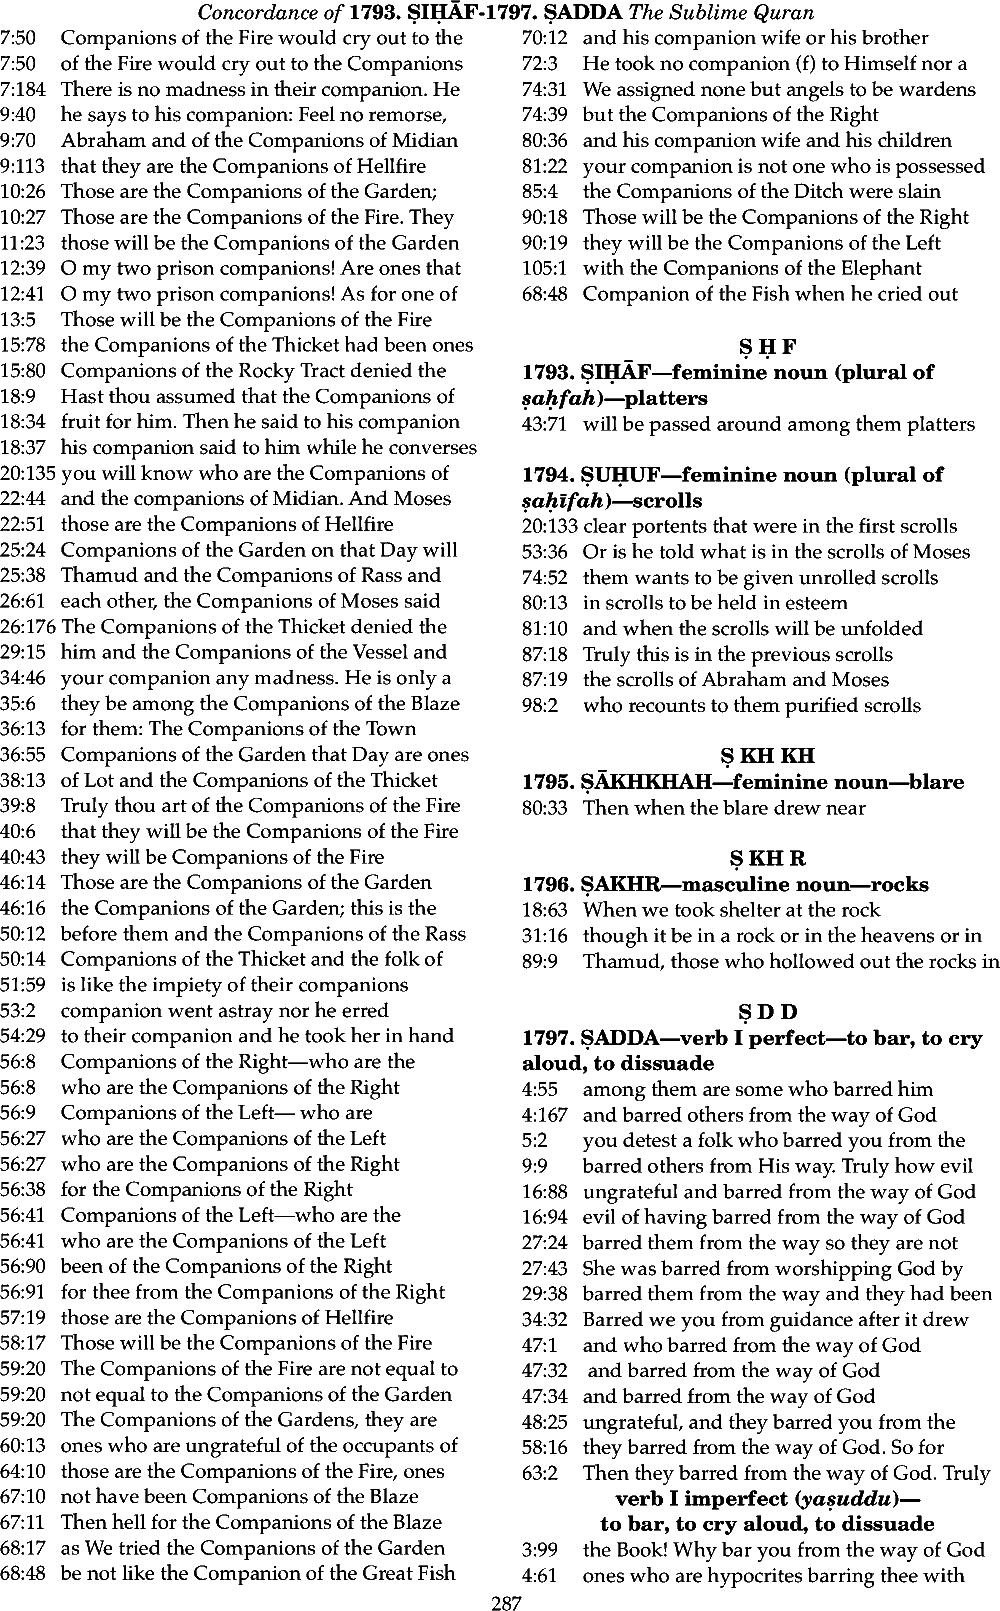 Concordance of 1793. ṢIḤĀF-1797. ṢADDA The Sublime Quran
7:50 Companions of the Fire would cry out to the
7:50 of the Fire would cry out to the Companions
7:184 There is no madness in their companion. He
9:40 he says to his companion: Feel no remorse,
9:70 Abraham and of the Companions of Midian
9:113 that they are the Companions of Hellfire
10:26 Those are the Companions of the Garden;
10:27 Those are the Companions of the Fire. They
11:23 those will be the Companions of the Garden
12:39 O my two prison companions! Are ones that
12:41 O my two prison companions! As for one of
13:5 Those will be the Companions of the Fire
15:78 the Companions of the Thicket had been ones
15:80 Companions of the Rocky Tract denied the
18:9 Hast thou assumed that the Companions of
18:34 fruit for him. Then he said to his companion
18:37 his companion said to him while he converses
20:135 you will know who are the Companions of
22:44 and the companions of Midian. And Moses
22:51 those are the Companions of Hellfire
25:24 Companions of the Garden on that Day will
25:38 Thamud and the Companions of Rass and
26:61 each other, the Companions of Moses said
26:176 The Companions of the Thicket denied the
29:15 him and the Companions of the Vessel and
34:46 your companion any madness. He is only a
35:6 they be among the Companions of the Blaze
36:13 for them: The Companions of the Town
36:55 Companions of the Garden that Day are ones
38:13 of Lot and the Companions of the Thicket
39:8 Truly thou art of the Companions of the Fire
40:6 that they will be the Companions of the Fire
40:43 they will be Companions of the Fire
46:14 Those are the Companions of the Garden
46:16 the Companions of the Garden; this is the
50:12 before them and the Companions of the Rass
50:14 Companions of the Thicket and the folk of
51:59 is like the impiety of their companions
53:2 companion went astray nor he erred
54:29 to their companion and he took her in hand
56:8 Companions of the Right—who are the
56:8 who are the Companions of the Right
56:9 Companions of the Left— who are
56:27 who are the Companions of the Left
56:27 who are the Companions of the Right
56:38 for the Companions of the Right
56:41 Companions of the Left—who are the
56:41 who are the Companions of the Left
56:90 been of the Companions of the Right
56:91 for thee from the Companions of the Right
57:19 those are the Companions of Hellfire
58:17 Those will be the Companions of the Fire
59:20 The Companions of the Fire are not equal to
59:20 not equal to the Companions of the Garden
59:20 The Companions of the Gardens, they are
60:13 ones who are ungrateful of the occupants of
64:10 those are the Companions of the Fire, ones
67:10 not have been Companions of the Blaze
67:11 Then hell for the Companions of the Blaze
68:17 as We tried the Companions of the Garden
68:48 be not like the Companion of the Great Fish
70:12 and his companion wife or his brother
72:3 He took no companion (f) to Himself nor a
74:31 We assigned none but angels to be wardens
74:39 but the Companions of the Right
80:36 and his companion wife and his children
81:22 your companion is not one who is possessed
85:4 the Companions of the Ditch were slain
90:18 Those will be the Companions of the Right
90:19 they will be the Companions of the Left
105:1 with the Companions of the Elephant
68:48 Companion of the Fish when he cried out
Ṣ Ḥ F
1793. ṢIḤĀF—feminine noun (plural of
ṣaḥfah)—platters
43:71 will be passed around among them platters
1794. ṢUḤUF—feminine noun (plural of
ṣaḥīfah)—scrolls
20:133 clear portents that were in the first scrolls
53:36 Or is he told what is in the scrolls of Moses
74:52 them wants to be given unrolled scrolls
80:13 in scrolls to be held in esteem
81:10 and when the scrolls will be unfolded
87:18 Truly this is in the previous scrolls
87:19 the scrolls of Abraham and Moses
98:2 who recounts to them purified scrolls
Ṣ KH KH
1795. ṢĀKHKHAH—feminine noun—blare
80:33 Then when the blare drew near
Ṣ KH R
1796. ṢAKHR—masculine noun—rocks
18:63 When we took shelter at the rock
31:16 though it be in a rock or in the heavens or in
89:9 Thamud, those who hollowed out the rocks in
Ṣ D D
1797. ṢADDA—verb I perfect—to bar, to cry
aloud, to dissuade
4:55 among them are some who barred him
4:167 and barred others from the way of God
5:2 you detest a folk who barred you from the
9:9 barred others from His way. Truly how evil
16:88 ungrateful and barred from the way of God
16:94 evil of having barred from the way of God
27:24 barred them from the way so they are not
27:43 She was barred from worshipping God by
29:38 barred them from the way and they had been
34:32 Barred we you from guidance after it drew
47:1 and who barred from the way of God
47:32 and barred from the way of God
47:34 and barred from the way of God
48:25 ungrateful, and they barred you from the
58:16 they barred from the way of God. So for
63:2 Then they barred from the way of God. Truly
verb I imperfect (yaṣuddu)—
to bar, to cry aloud, to dissuade
3:99 the Book! Why bar you from the way of God
4:61 ones who are hypocrites barring thee with
287